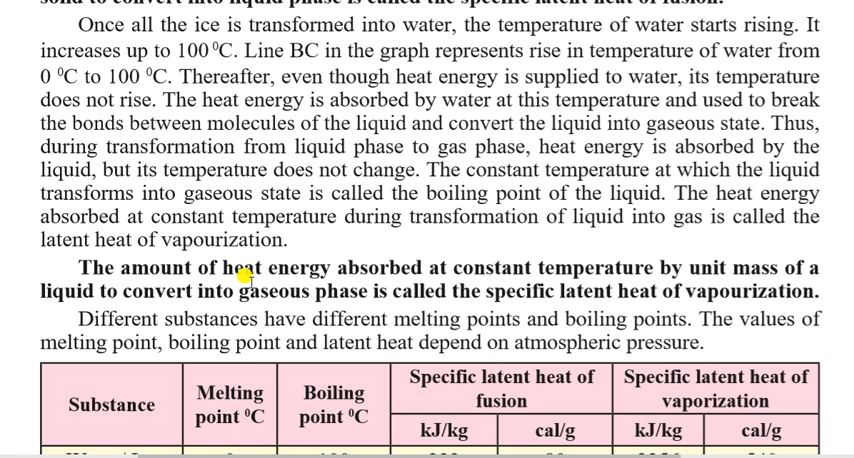 Once all the ice is transformed into water, the temperature of water starts rising. It
increases up to 100 ⁰C. Line BC in the graph represents rise in temperature of water from
0 ⁰C to 100 ⁰C. Thereafter, even though heat energy is supplied to water, its temperature
does not rise. The heat energy is absorbed by water at this temperature and used to break
the bonds between molecules of the liquid and convert the liquid into gaseous state. Thus,
during transformation from liquid phase to gas phase, heat energy is absorbed by the
liquid, but its temperature does not change. The constant temperature at which the liquid
transforms into gaseous state is called the boiling point of the liquid. The heat energy
absorbed at constant temperature during transformation of liquid into gas is called the
latent heat of vapourization.
The amount of heat energy absorbed at constant temperature by unit mass of a
liquid to convert into gaseous phase is called the specific latent heat of vapourization.
Different substances have different melting points and boiling points. The values of
melting point, boiling point and latent heat depend on atmospheric pressure.
Substance
Melting
point ⁰C
Boiling
point ⁰C
Specific latent heat of
fusion
Specific latent heat of
vaporization
kJ/kg cal/g kJ/kg cal/g